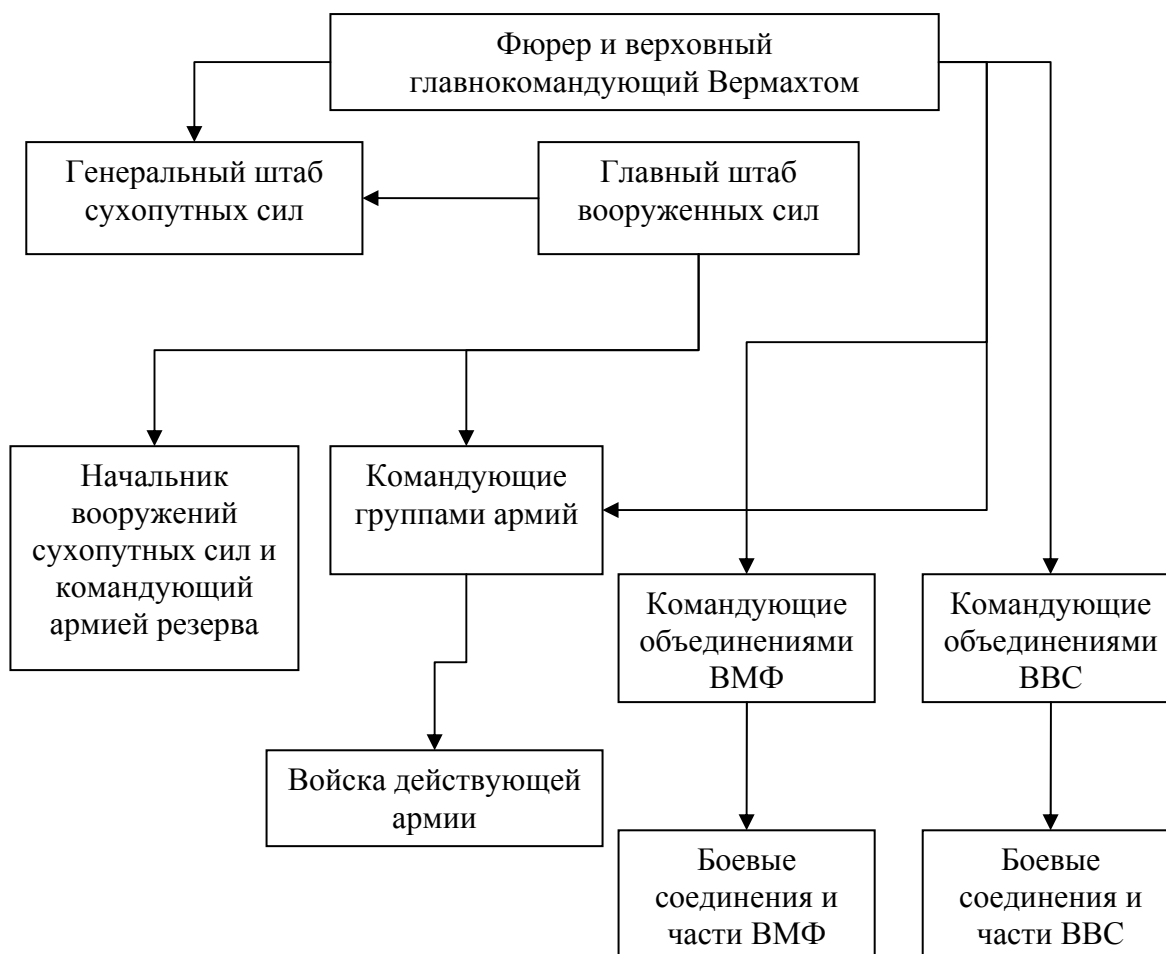 Фюрер и верховный
главнокомандующий Вермахтом
Генеральный штаб
сухопутных сил
Главный штаб
вооруженных сил
Начальник
вооружений
сухопутных сил и
командующий
армией резерва
Командующие
группами армий
Командующие
объединениями
ВМФ
Командующие
объединениями
ВВС
Войска действующей
армии
Боевые
соединения и
части ВМФ
Боевые
соединения и
части ВВС